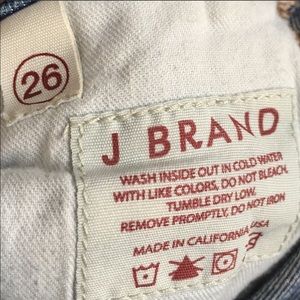 26
J BRAND
WASH INSIDE OUT IN COLD WATER
WITH LIKE COLORS, DO NOT BLEACH.
TUMBLE DRY LOW.
REMOVE PROMPTLY, DO NOT IRON
MADE IN CALIFORNIA USA